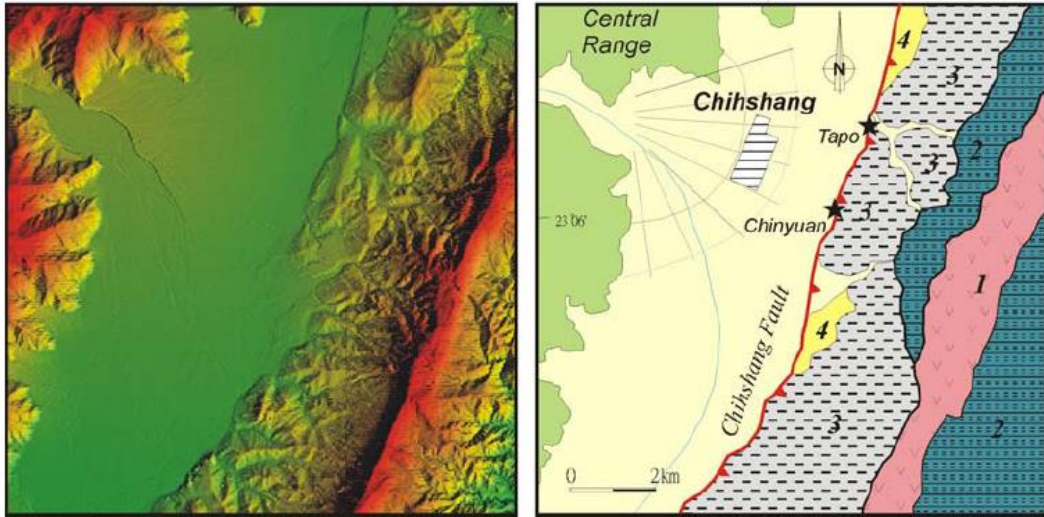 Central
Range
4
N
3
Chihshang
Tapo
2
3
23°06'
3
Chinyuan
1
4
Chihshang Fault
3
2
0 2km